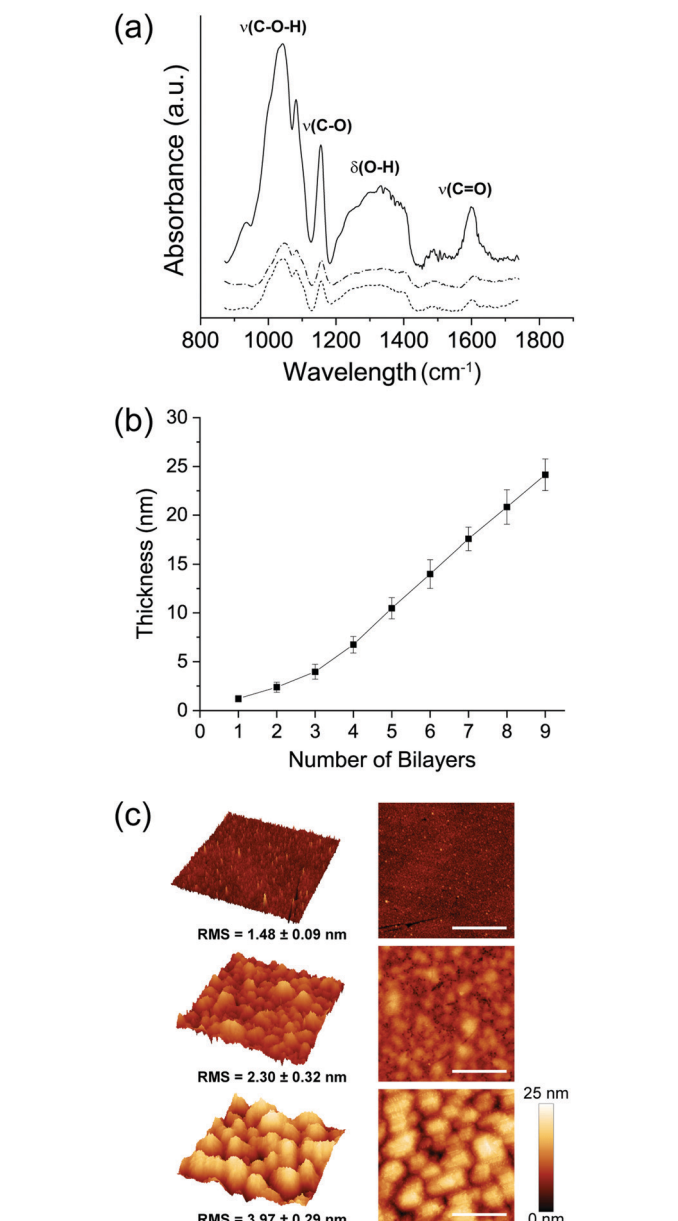 (a)
ν(C-O-H)
ν(C-O)
δ(O-H)
ν(C=O)
Absorbance (a.u.)
800 1000 1200 1400 1600 1800
Wavelength (cm-1)
(b)
30
25
20
15
10
5
0
Thickness (nm)
0 1 2 3 4 5 6 7 8 9
Number of Bilayers
(c)
RMS = 1.48 ± 0.09 nm
RMS = 2.30 ± 0.32 nm
25 nm
0 nm
RMS = 3.97 ± 0.29 nm